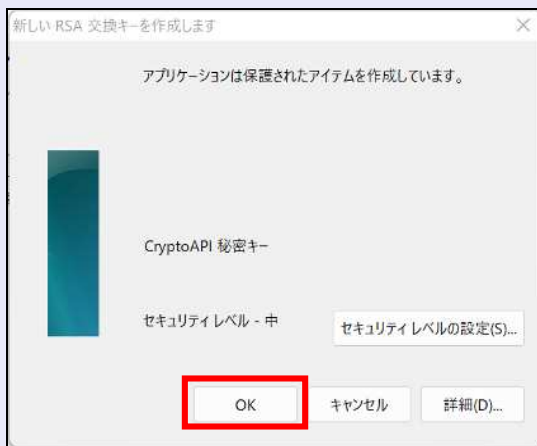 新しい RSA 交換キーを作成します
アプリケーションは保護されたアイテムを作成しています。
CryptoAPI 秘密キー
セキュリティ レベル - 中
セキュリティ レベルの設定(S)...
OK
キャンセル
詳細(D)...